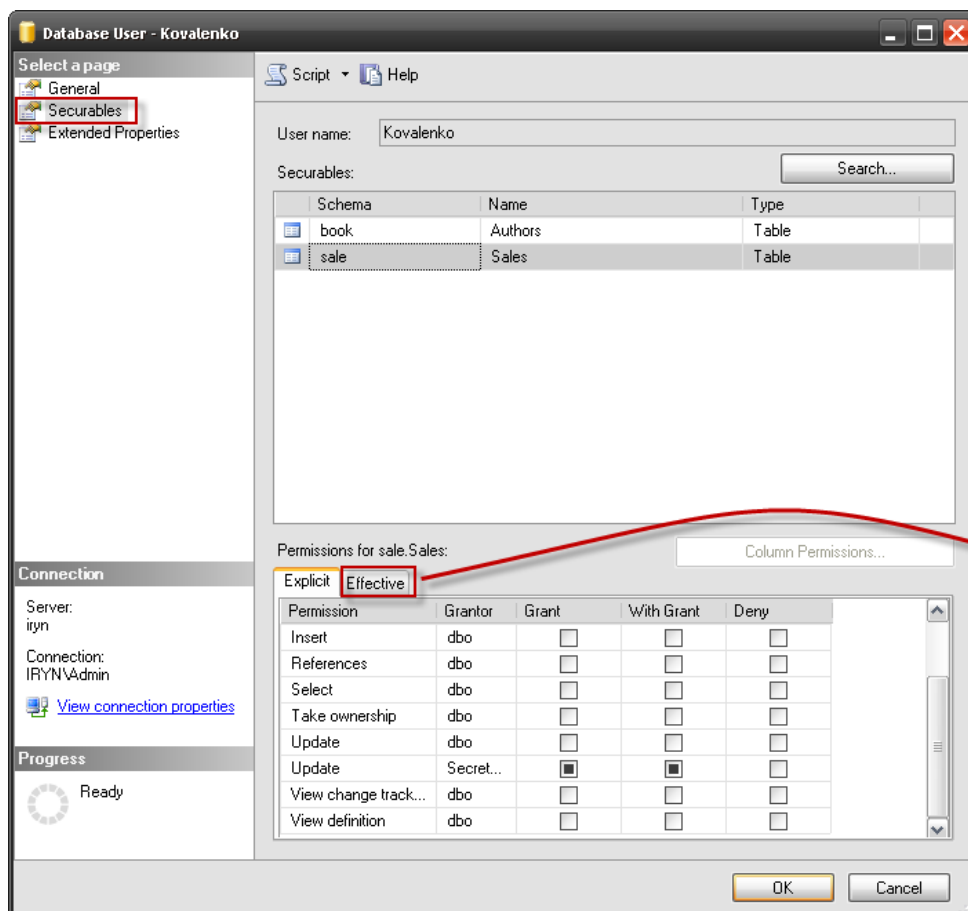 Database User - Kovalenko
Select a page
General
Securables
Extended Properties
Script Help
User name: Kovalenko
Securables: Search...
Schema Name Type
book Authors Table
sale Sales Table
Permissions for sale.Sales: Column Permissions...
Explicit Effective
Permission Grantor Grant With Grant Deny
Insert dbo
References dbo
Select dbo
Take ownership dbo
Update dbo
Update Secret...
View change track... dbo
View definition dbo
Connection
Server:
iryn
Connection:
IRYN\Admin
View connection properties
Progress
Ready
OK Cancel